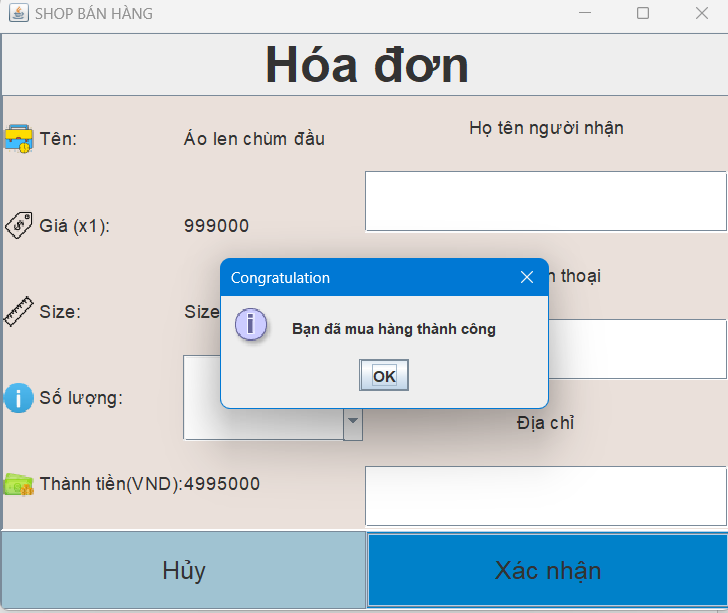 SHOP BÁN HÀNG
Hóa đơn
Tên:
Áo len chùm đầu
Giá (x1):
999000
Size:
Size
Số lượng:
Thành tiền(VND):
4995000
Họ tên người nhận
thoại
Địa chỉ
Congratulation
Bạn đã mua hàng thành công
OK
Hủy
Xác nhận